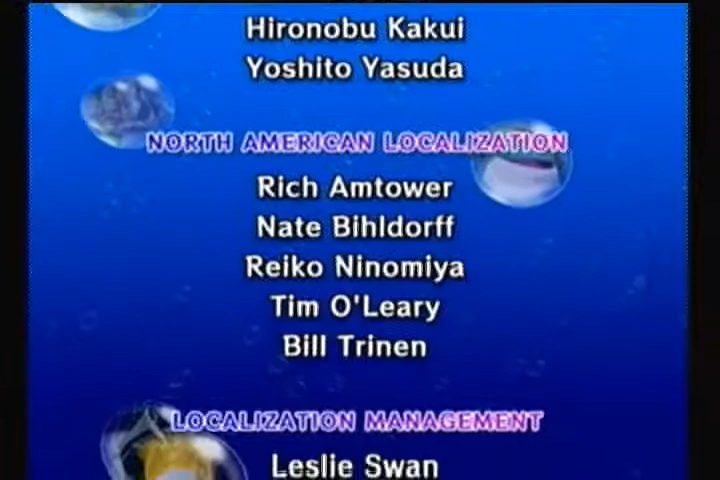 Hironobu Kakui
Yoshito Yasuda
NORTH AMERICAN LOCALIZATION
Rich Amtower
Nate Bihldorff
Reiko Ninomiya
Tim O'Leary
Bill Trinen
LOCALIZATION MANAGEMENT
Leslie Swan